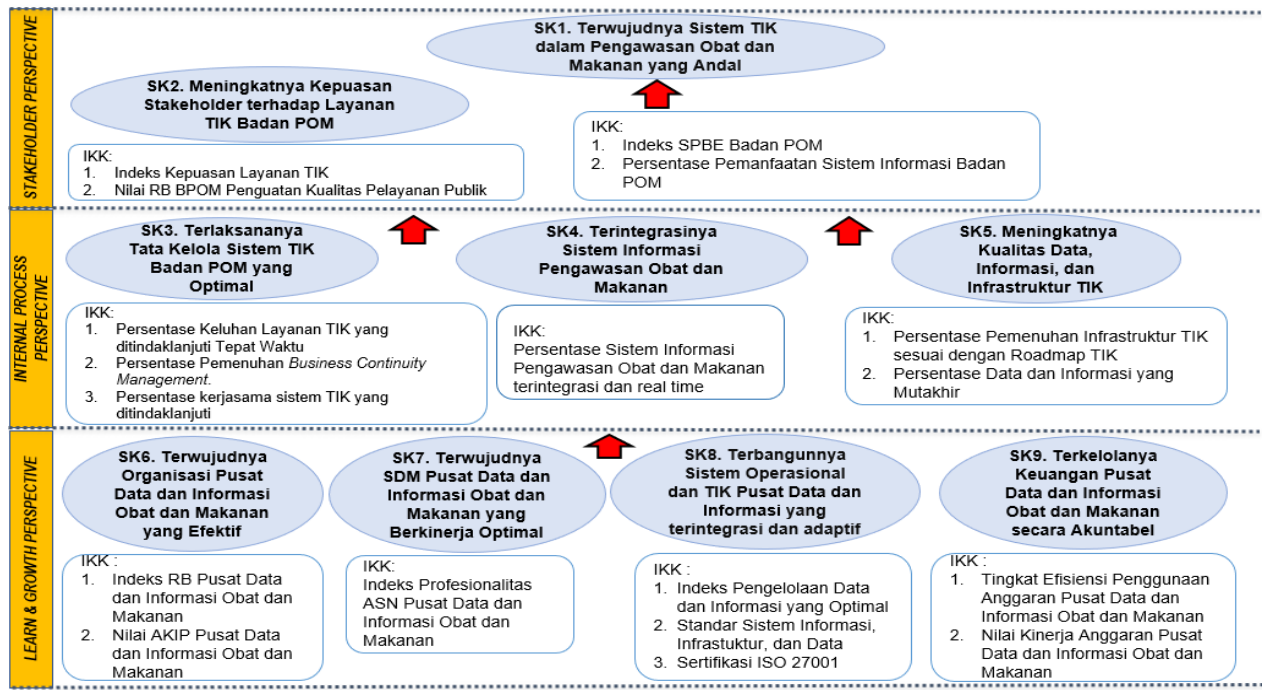 STAKEHOLDER PERSPECTIVE
SK1. Terwujudnya Sistem TIK
dalam Pengawasan Obat dan
Makanan yang Andal
SK2. Meningkatnya Kepuasan
Stakeholder terhadap Layanan
TIK Badan POM
IKK:
1. Indeks Kepuasan Layanan TIK
2. Nilai RB BPOM Penguatan Kualitas Pelayanan Publik
IKK:
1. Indeks SPBE Badan POM
2. Persentase Pemanfaatan Sistem Informasi Badan
POM
INTERNAL PROCESS
PERSPECTIVE
SK3. Terlaksananya
Tata Kelola Sistem TIK
Badan POM yang
Optimal
IKK:
1. Persentase Keluhan Layanan TIK yang
ditindaklanjuti Tepat Waktu
2. Persentase Pemenuhan Business Continuity
Management.
3. Persentase kerjasama sistem TIK yang
ditindaklanjuti
SK4. Terintegrasinya
Sistem Informasi
Pengawasan Obat dan
Makanan
IKK:
Persentase Sistem Informasi
Pengawasan Obat dan Makanan
terintegrasi dan real time
SK5. Meningkatnya
Kualitas Data,
Informasi, dan
Infrastruktur TIK
IKK:
1. Persentase Pemenuhan Infrastruktur TIK
sesuai dengan Roadmap TIK
2. Persentase Data dan Informasi yang
Mutakhir
LEARN & GROWTH PERSPECTIVE
SK6. Terwujudnya
Organisasi Pusat
Data dan Informasi
Obat dan Makanan
yang Efektif
IKK :
1. Indeks RB Pusat Data
dan Informasi Obat dan
Makanan
2. Nilai AKIP Pusat Data
dan Informasi Obat dan
Makanan
SK7. Terwujudnya
SDM Pusat Data dan
Informasi Obat dan
Makanan yang
Berkinerja Optimal
IKK:
Indeks Profesionalitas
ASN Pusat Data dan
Informasi Obat dan
Makanan
SK8. Terbangunnya
Sistem Operasional
dan TIK Pusat Data dan
Informasi yang
terintegrasi dan adaptif
IKK :
1. Indeks Pengelolaan Data
dan Informasi yang Optimal
2. Standar Sistem Informasi,
Infrastuktur, dan Data
3. Sertifikasi ISO 27001
SK9. Terkelolanya
Keuangan Pusat
Data dan Informasi
Obat dan Makanan
secara Akuntabel
IKK :
1. Tingkat Efisiensi Penggunaan
Anggaran Pusat Data dan
Informasi Obat dan Makanan
2. Nilai Kinerja Anggaran Pusat
Data dan Informasi Obat dan
Makanan